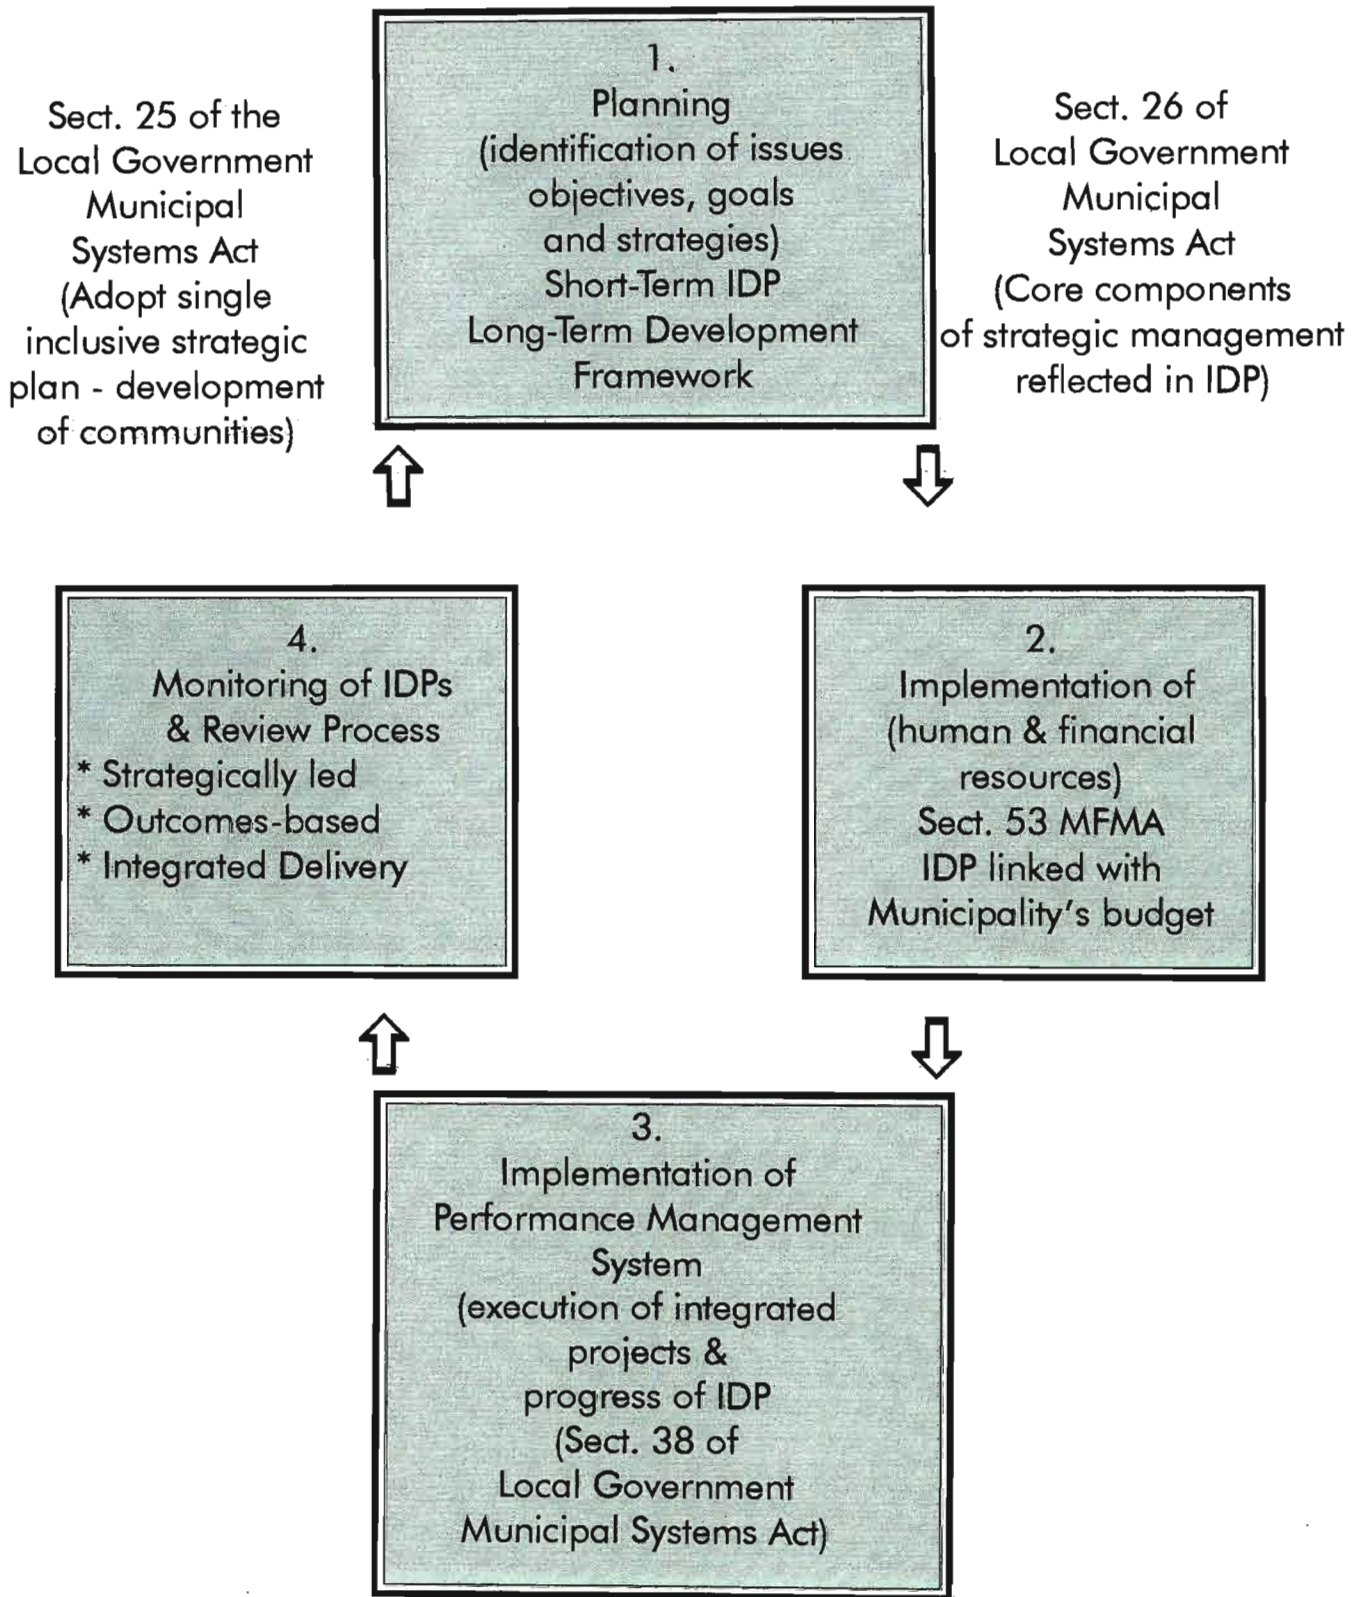 1.
Planning
(identification of issues
objectives, goals
and strategies)
Short-Term IDP
Long-Term Development
Framework
Sect. 25 of the
Local Government
Municipal
Systems Act
(Adopt single
inclusive strategic
plan - development
of communities)
Sect. 26 of
Local Government
Municipal
Systems Act
(Core components
of strategic management
reflected in IDP)
2.
Implementation of
(human & financial
resources)
Sect. 53 MFMA
IDP linked with
Municipality's budget
3.
Implementation of
Performance Management
System
(execution of integrated
projects &
progress of IDP
(Sect. 38 of
Local Government
Municipal Systems Act)
4.
Monitoring of IDPs
& Review Process
* Strategically led
* Outcomes-based
* Integrated Delivery